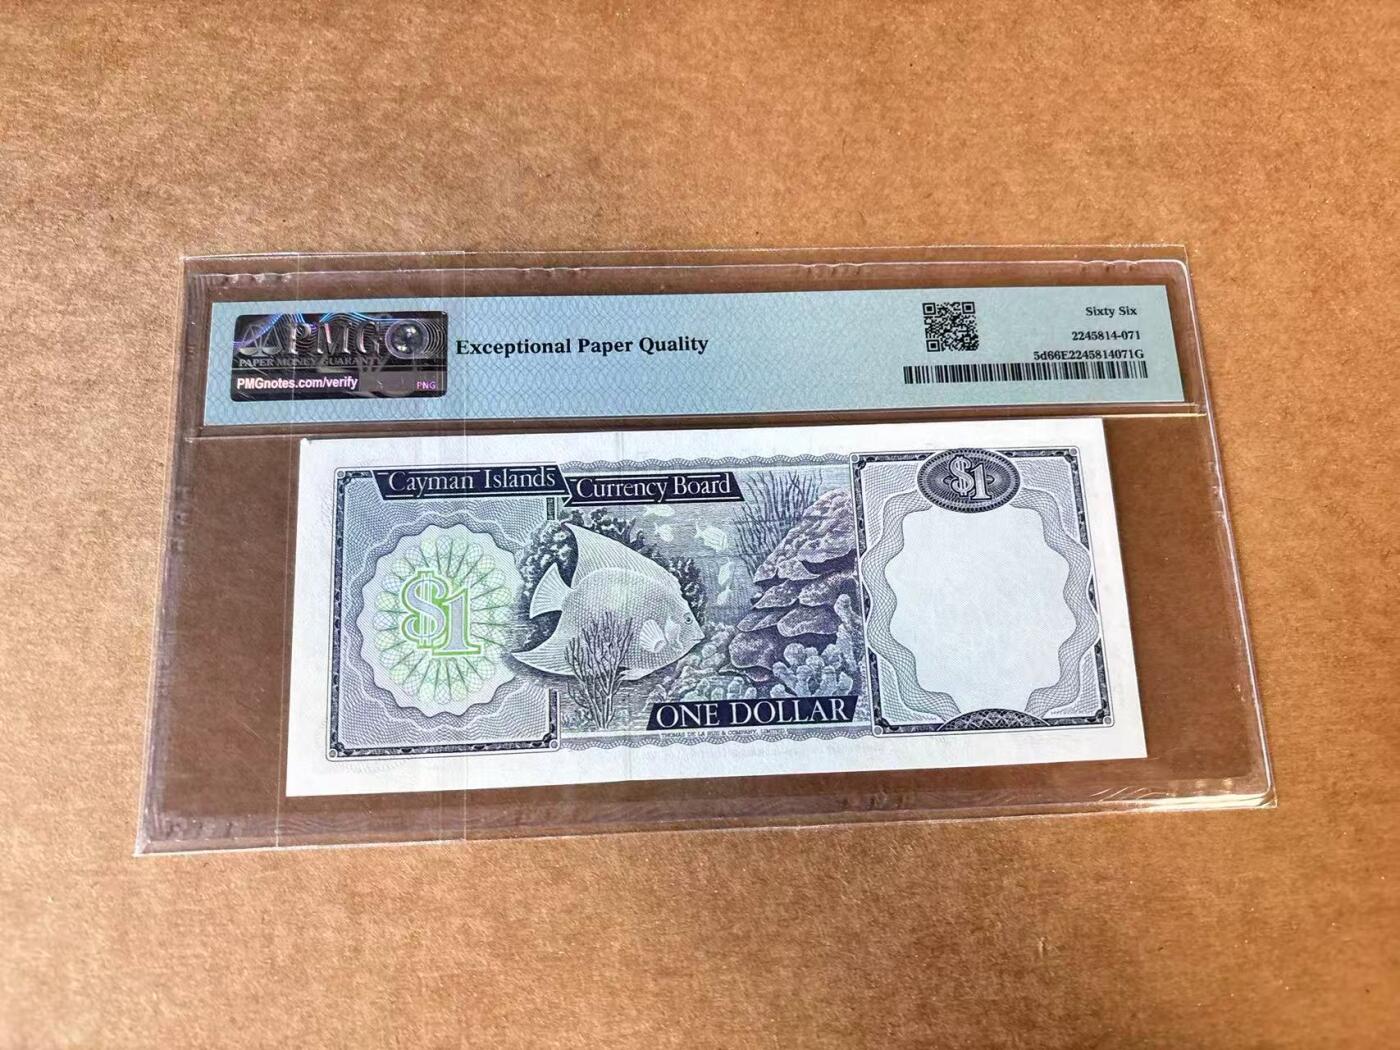 PMG
PAPER MONEY GUARANTY
PMGnotes.com/verify
PNG
Exceptional Paper Quality
Sixty Six
2245814-071
5d66E2245814071G
Cayman Islands
Currency Board
$1
$1
ONE DOLLAR
THOMAS DE LA RUE & COMPANY, LIMITED